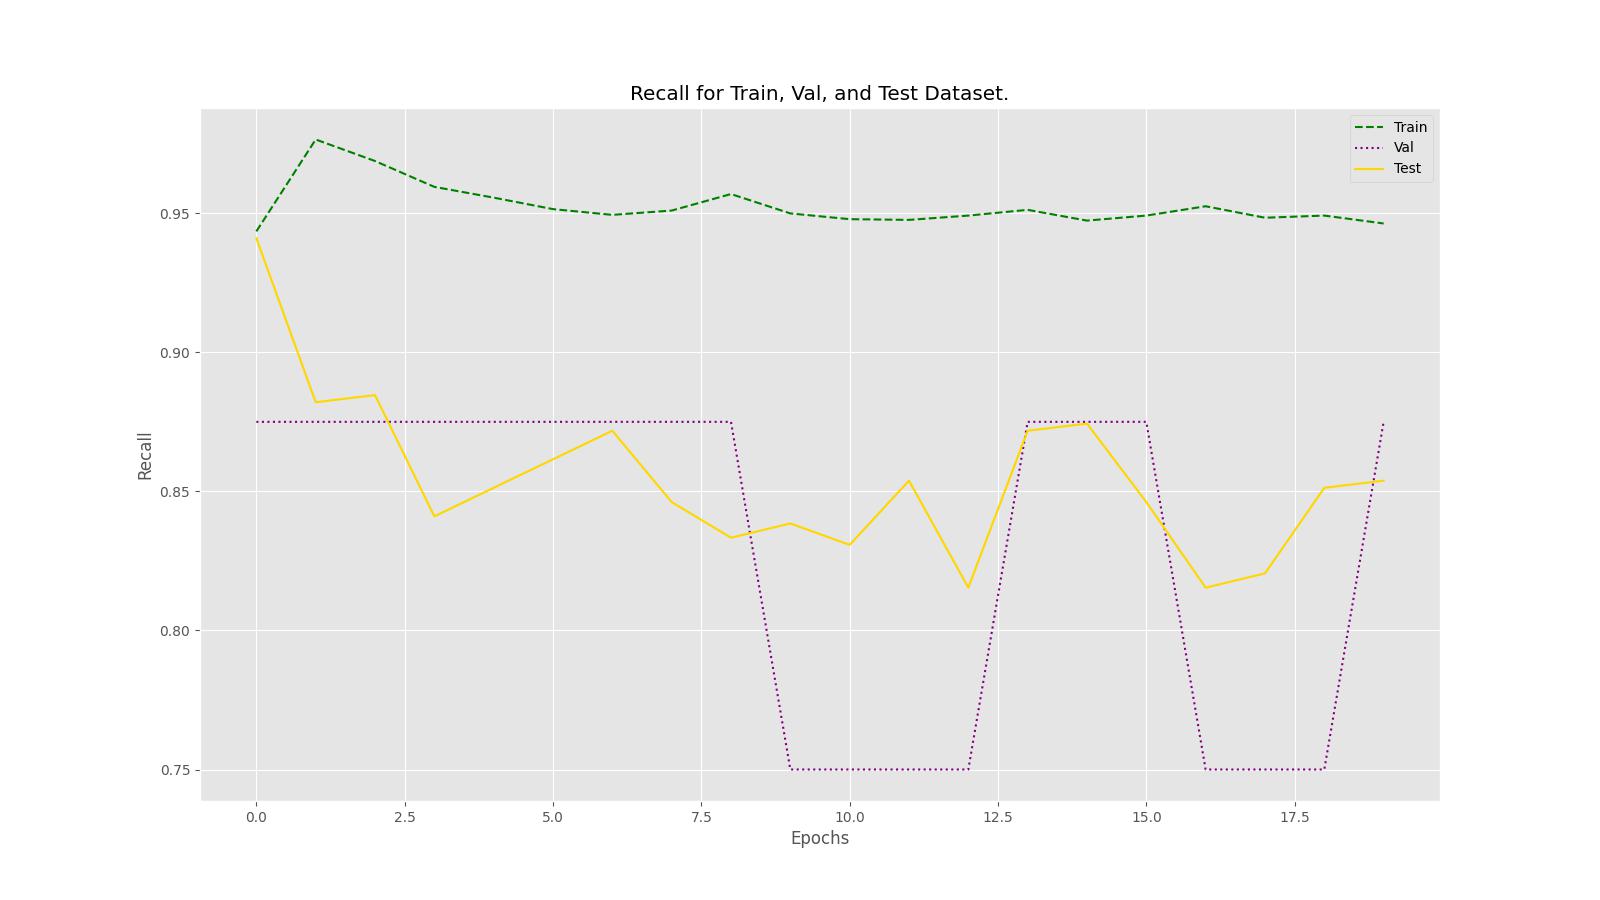 Recall for Train, Val, and Test Dataset.
Train
Val
Test
0.95
0.90
0.85
0.80
0.75
Recall
0.0 2.5 5.0 7.5 10.0 12.5 15.0 17.5
Epochs